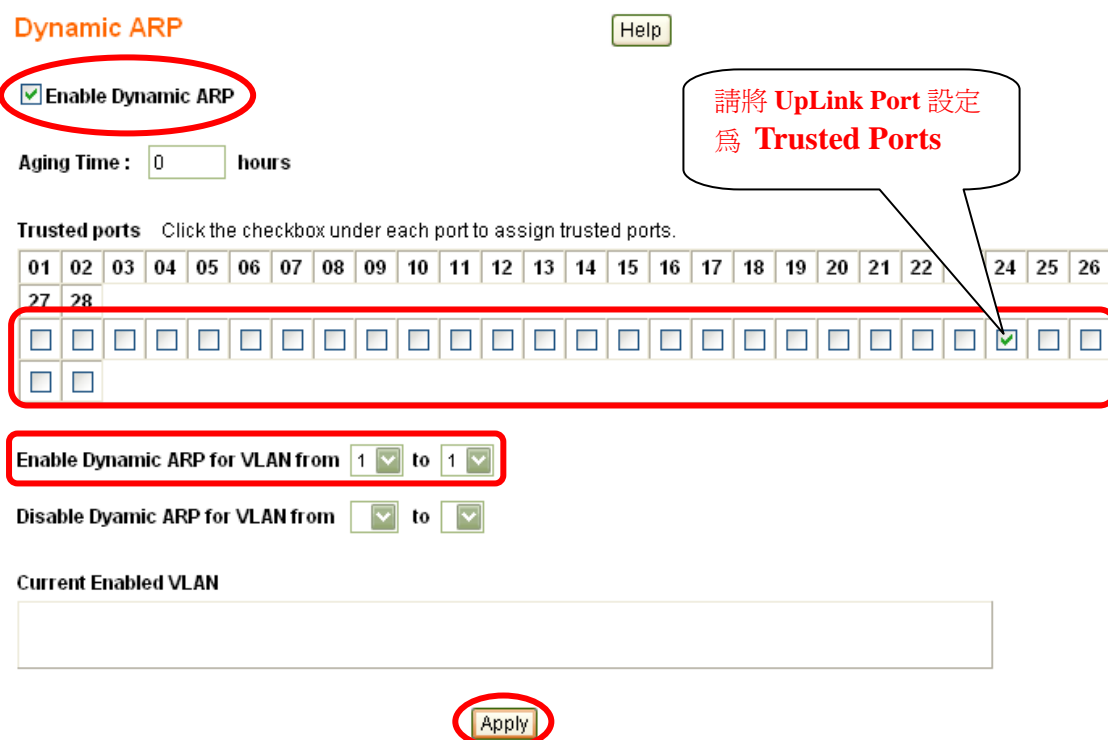 Dynamic ARP
Help
Enable Dynamic ARP
請將 UpLink Port 設定
爲 Trusted Ports
Aging Time : 0 hours
Trusted ports Click the checkbox under each port to assign trusted ports.
01 02 03 04 05 06 07 08 09 10 11 12 13 14 15 16 17 18 19 20 21 22 24 25 26
27 28
Enable Dynamic ARP for VLAN from 1 to 1
Disable Dyamic ARP for VLAN from to
Current Enabled VLAN
Apply